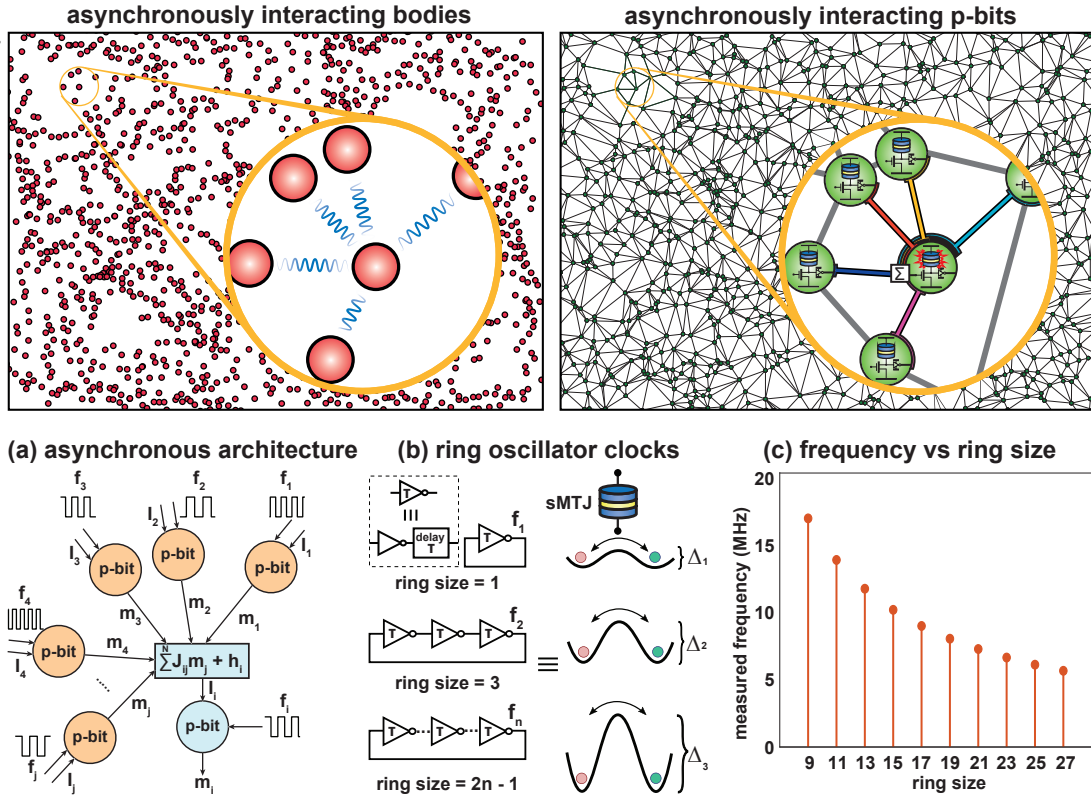 asynchronously interacting bodies
asynchronously interacting p-bits
Σ
(a) asynchronous architecture
f₃
f₂
f₁
I₂
I₃
I₁
p-bit
p-bit
p-bit
m₃
m₂
m₁
f₄
I₄
p-bit
m₄
∑ᴺJᵢⱼmⱼ + hᵢ
.....
mⱼ
Iᵢ
p-bit
p-bit
fᵢ
fⱼ
Iⱼ
mᵢ
(b) ring oscillator clocks
T
delay
T
T
f₁
ring size = 1
sMTJ
Δ₁
T T T
f₂
ring size = 3
≡
Δ₂
T ... T ... T
fₙ
ring size = 2n - 1
Δ₃
(c) frequency vs ring size
measured frequency (MHz)
20
15
10
5
0
9 11 13 15 17 19 21 23 25 27
ring size